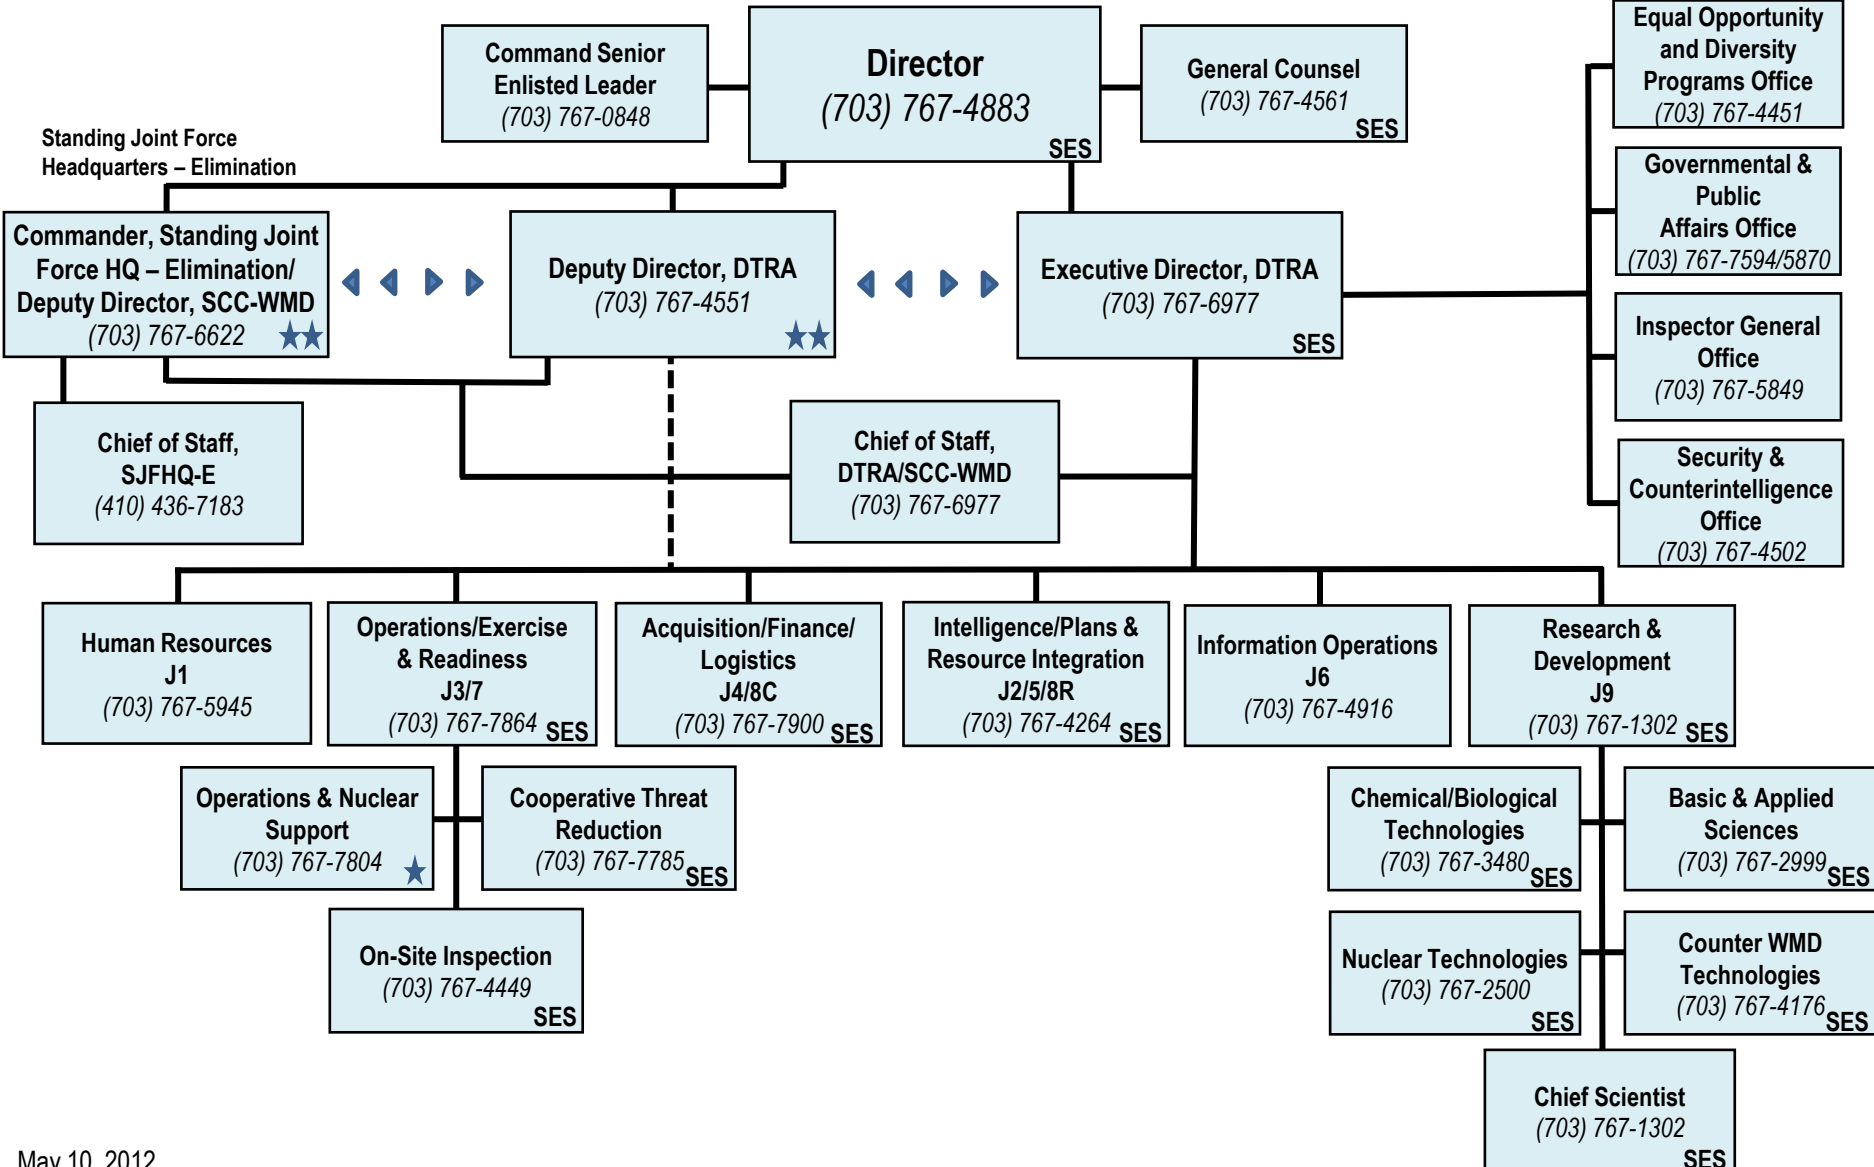 Command Senior
Enlisted Leader
(703) 767-0848
Director
(703) 767-4883
SES
General Counsel
(703) 767-4561
SES
Equal Opportunity
and Diversity
Programs Office
(703) 767-4451
Governmental &
Public
Affairs Office
(703) 767-7594/5870
Inspector General
Office
(703) 767-5849
Security &
Counterintelligence
Office
(703) 767-4502
Standing Joint Force
Headquarters – Elimination
Commander, Standing Joint
Force HQ – Elimination/
Deputy Director, SCC-WMD
(703) 767-6622
Deputy Director, DTRA
(703) 767-4551
Executive Director, DTRA
(703) 767-6977
SES
Chief of Staff,
SJFHQ-E
(410) 436-7183
Chief of Staff,
DTRA/SCC-WMD
(703) 767-6977
Human Resources
J1
(703) 767-5945
Operations/Exercise
& Readiness
J3/7
(703) 767-7864
SES
Acquisition/Finance/
Logistics
J4/8C
(703) 767-7900
SES
Intelligence/Plans &
Resource Integration
J2/5/8R
(703) 767-4264
SES
Information Operations
J6
(703) 767-4916
Research &
Development
J9
(703) 767-1302
SES
Operations & Nuclear
Support
(703) 767-7804
Cooperative Threat
Reduction
(703) 767-7785
SES
On-Site Inspection
(703) 767-4449
SES
Chemical/Biological
Technologies
(703) 767-3480
SES
Basic & Applied
Sciences
(703) 767-2999
SES
Nuclear Technologies
(703) 767-2500
SES
Counter WMD
Technologies
(703) 767-4176
SES
Chief Scientist
(703) 767-1302
SES
May 10, 2012